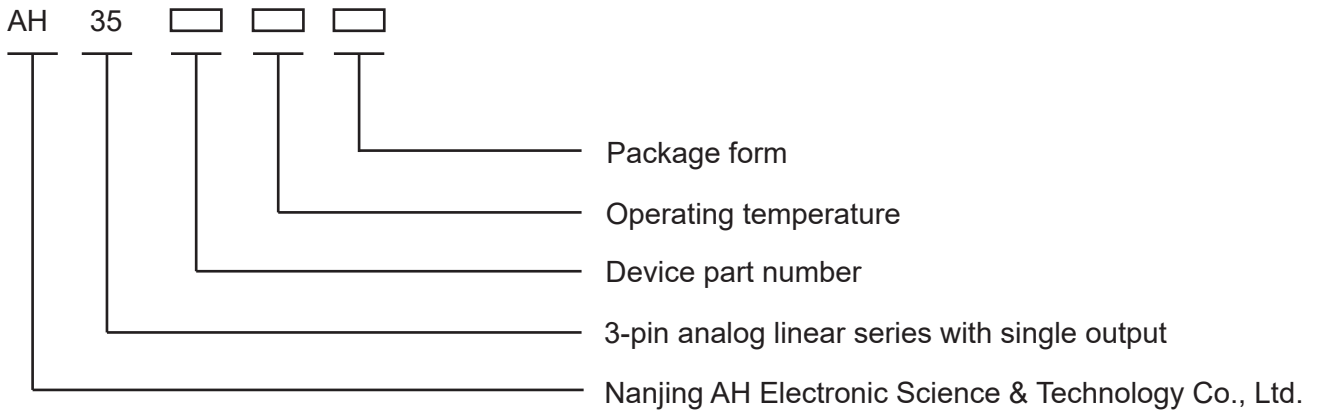 AH 35
Package form
Operating temperature
Device part number
3-pin analog linear series with single output
Nanjing AH Electronic Science & Technology Co., Ltd.